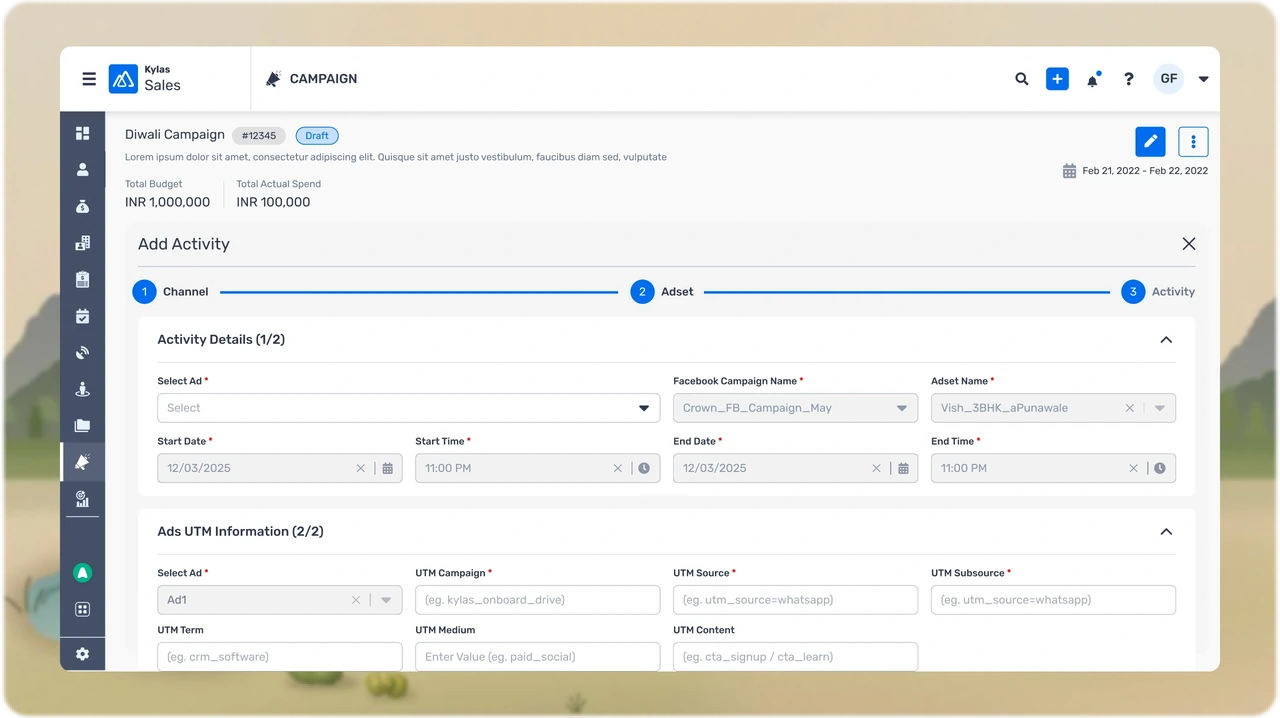 Kylas
Sales
CAMPAIGN
GF
Diwali Campaign #12345 Draft
Lorem ipsum dolor sit amet, consectetur adipiscing elit. Quisque sit amet justo vestibulum, faucibus diam sed, vulputate
Feb 21, 2022 - Feb 22, 2022
Total Budget Total Actual Spend
INR 1,000,000 INR 100,000
Add Activity
1 Channel 2 Adset 3 Activity
Activity Details (1/2)
Select Ad * Facebook Campaign Name * Adset Name *
Select Crown_FB_Campaign_May Vish_3BHK_aPunawale
Start Date * Start Time * End Date * End Time *
12/03/2025 11:00 PM 12/03/2025 11:00 PM
Ads UTM Information (2/2)
Select Ad * UTM Campaign * UTM Source * UTM Subsource *
Ad1 (eg. kylas_onboard_drive) (eg. utm_source=whatsapp) (eg. utm_source=whatsapp)
UTM Term UTM Medium UTM Content
(eg. crm_software) Enter Value (eg. paid_social) (eg. cta_signup / cta_learn)